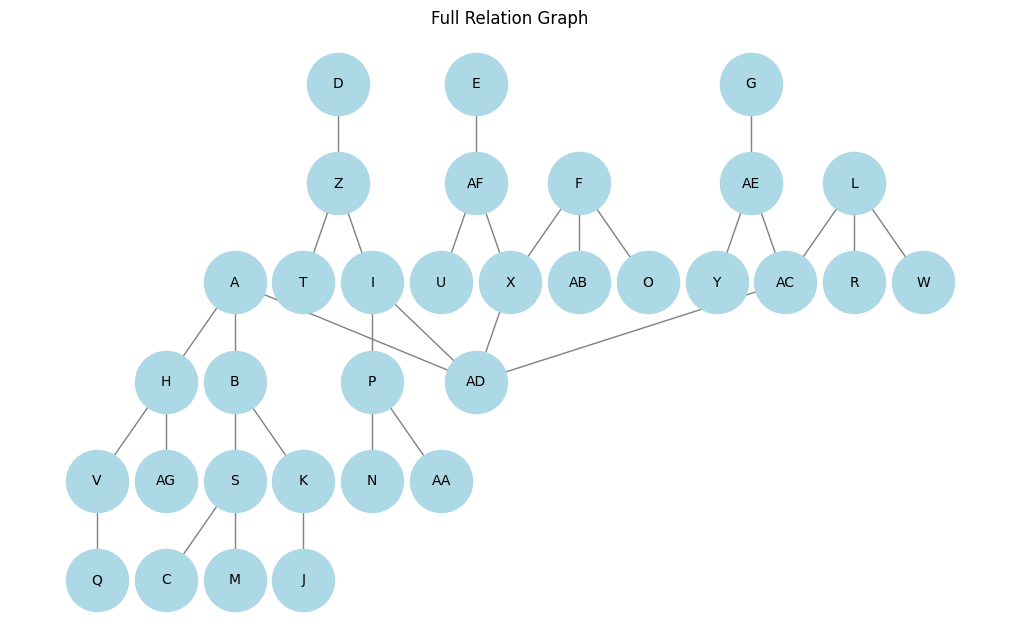 Full Relation Graph
D E G
Z AF F AE L
A T I U X AB O Y AC R W
H B P AD
V AG S K N AA
Q C M J